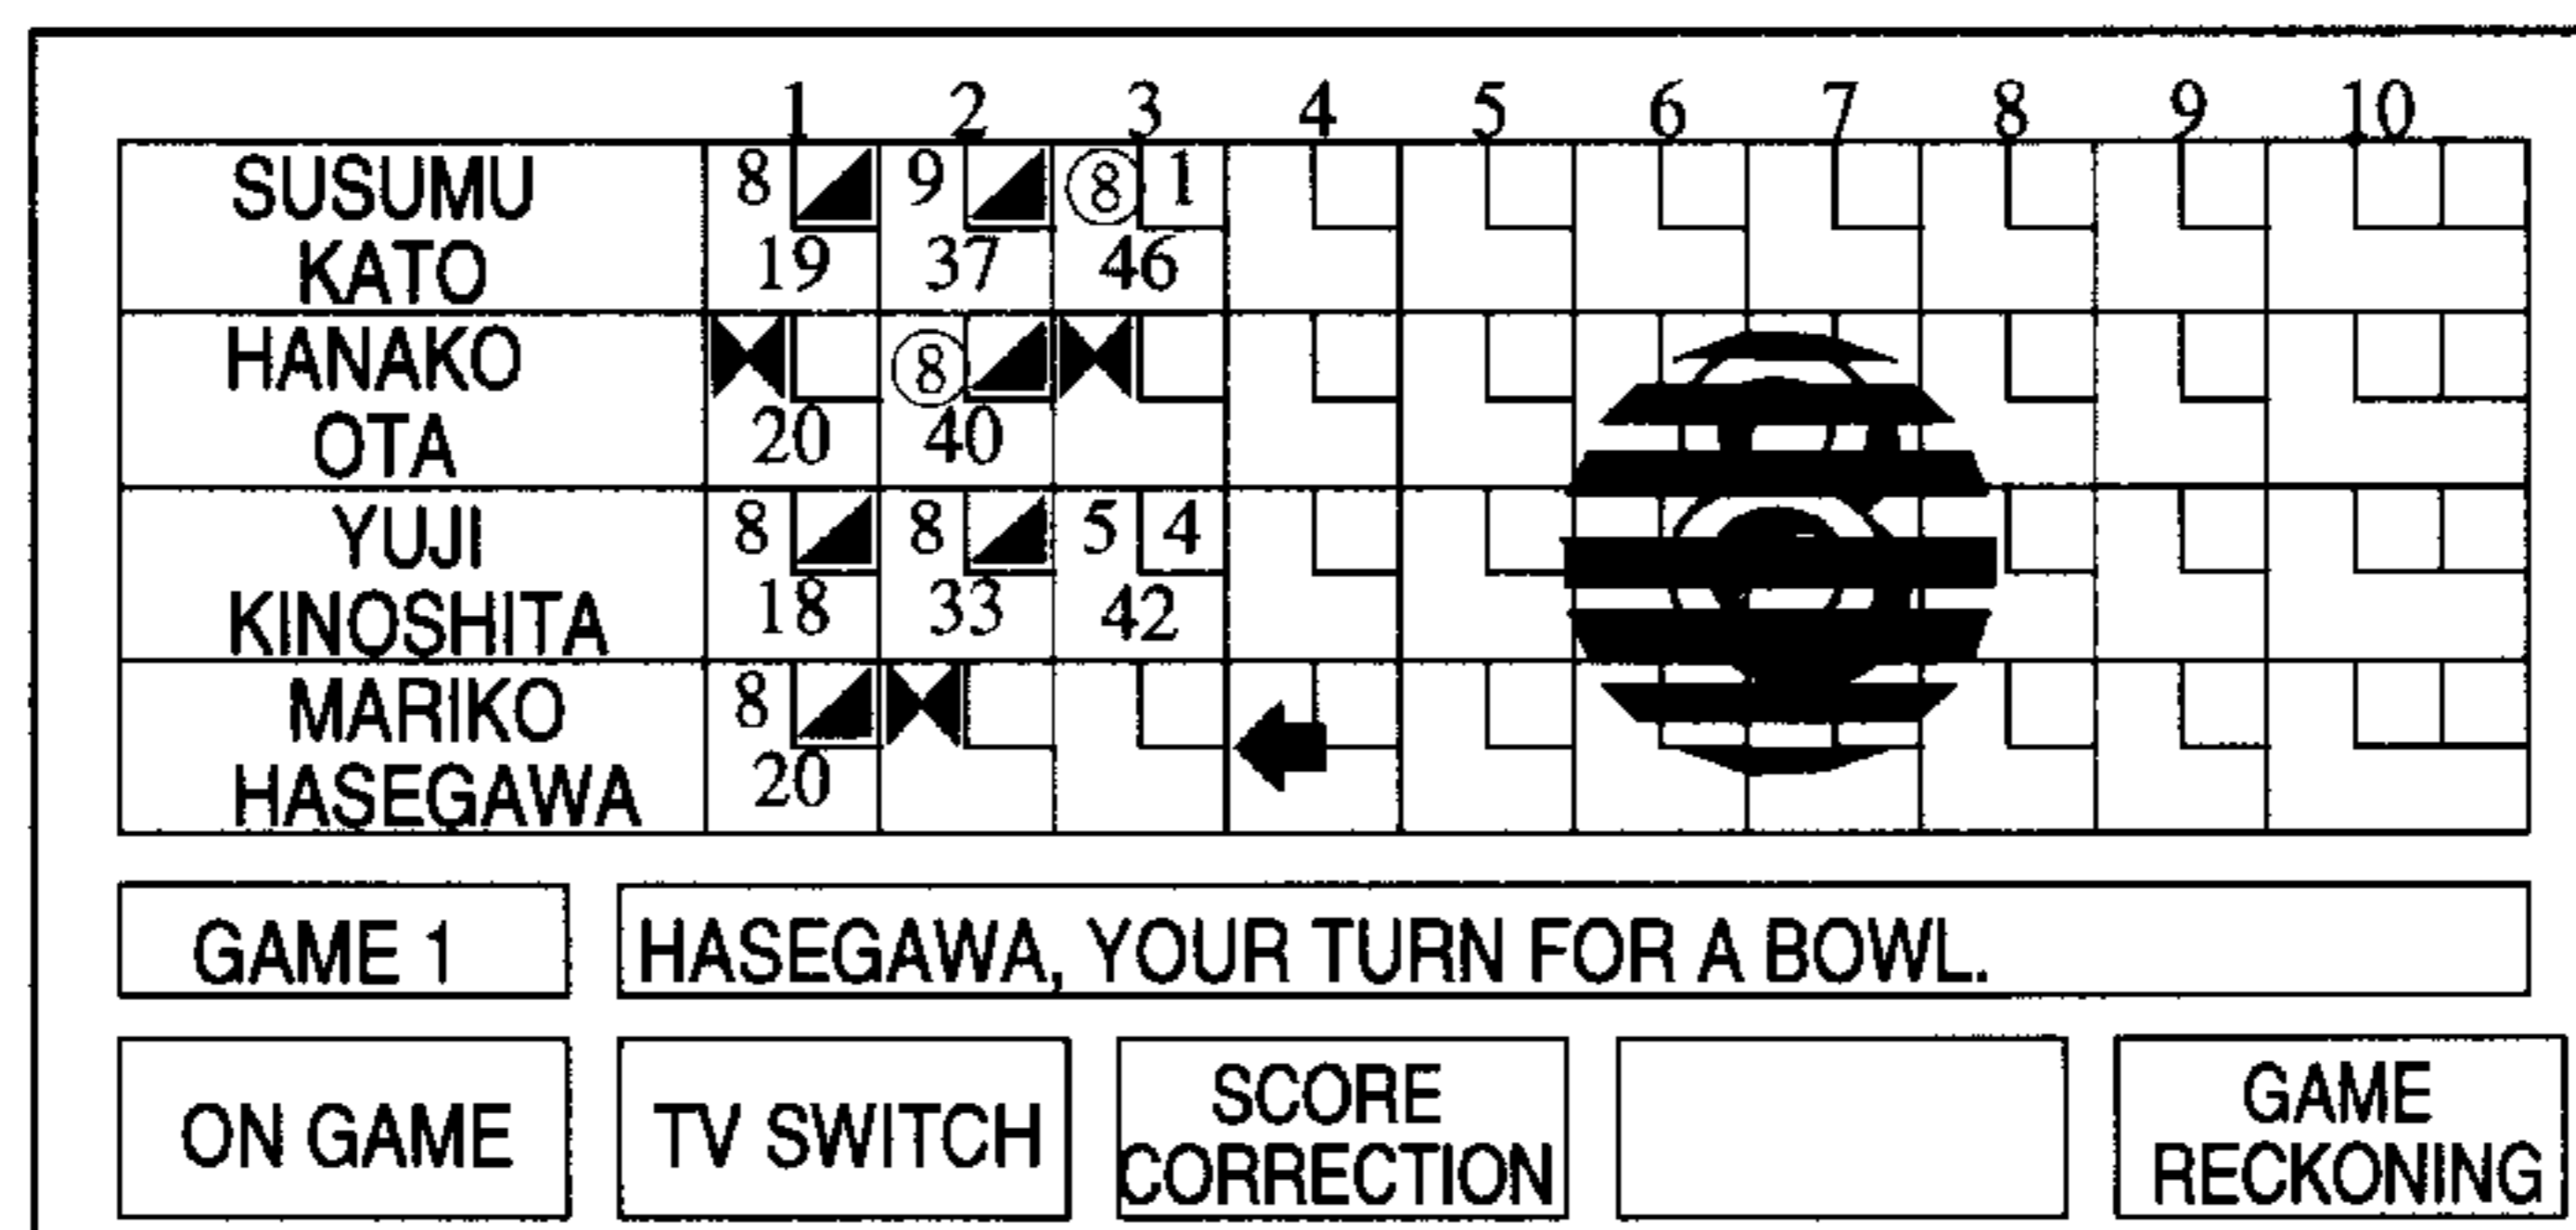 1 2 3 4 5 6 7 8 9 10
SUSUMU 8 9 8 1
KATO 19 37 46
HANAKO 8
OTA 20 40
YUJI 8 8 5 4
KINOSHITA 18 33 42
MARIKO 8
HASEGAWA 20
GAME 1 HASEGAWA, YOUR TURN FOR A BOWL.
ON GAME TV SWITCH SCORE CORRECTION GAME RECKONING